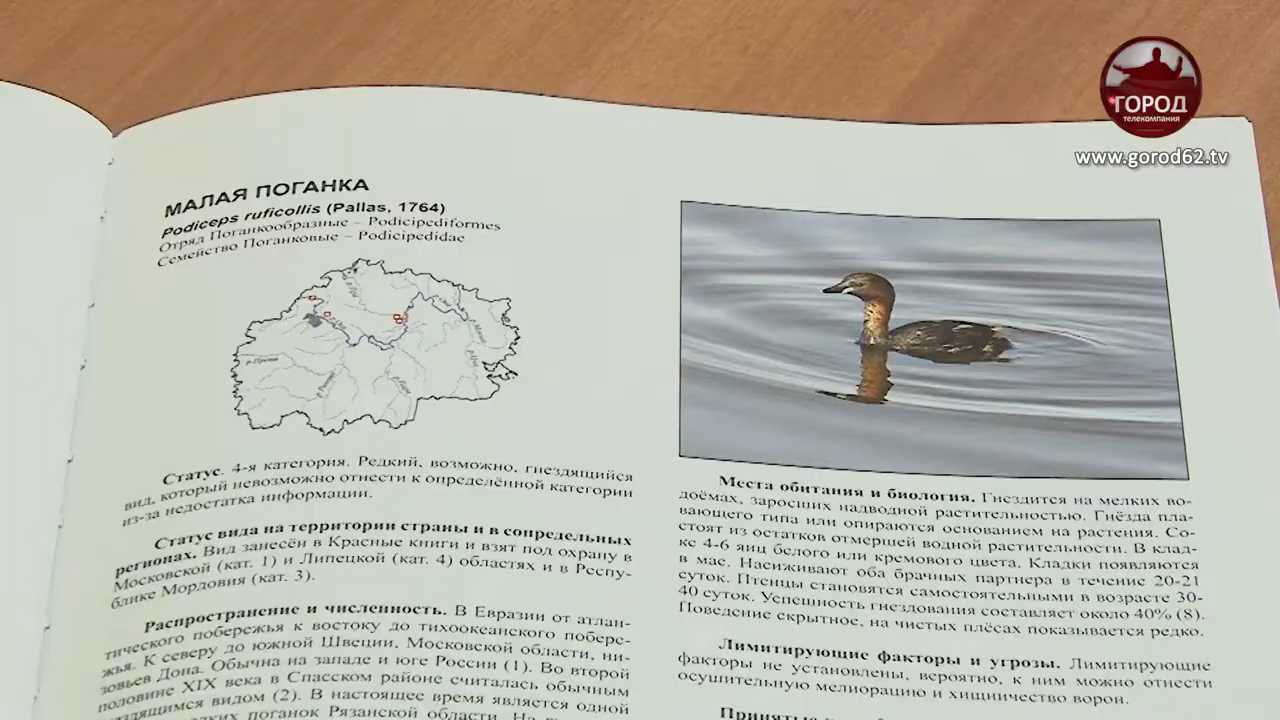 ГОРОД
телекомпания
www.gorod62.tv
МАЛАЯ ПОГАНКА
Podiceps ruficollis (Pallas, 1764)
Отряд Поганкообразные – Podicipediformes
Семейство Поганковые – Podicipedidae
Статус. 4-я категория. Редкий, возможно, гнездящийся
вид, который невозможно отнести к определённой категории
из-за недостатка информации.
Статус вида на территории страны и в сопредельных
регионах. Вид занесён в Красные книги и взят под охрану в
Московской (кат. 1) и Липецкой (кат. 4) областях и в Респу-
блике Мордовия (кат. 3).
Распространение и численность. В Евразии от атлан-
тического побережья к востоку до тихоокеанского побере-
жья. К северу до южной Швеции, Московской области, ни-
зовьев Дона. Обычна на западе и юге России (1). Во второй
половине XIX века в Спасском районе считалась обычным
гнездящимся видом (2). В настоящее время является одной
поганок Рязанской области. На
Места обитания и биология. Гнездится на мелких во-
доёмах, заросших надводной растительностью. Гнёзда пла-
вающего типа или опираются основанием на растения. Со-
стоят из остатков отмершей водной растительности. В клад-
ке 4-6 яиц белого или кремового цвета. Кладки появляются
в мае. Насиживают оба брачных партнера в течение 20-21
суток. Птенцы становятся самостоятельными в возрасте 30-
40 суток. Успешность гнездования составляет около 40% (8).
Поведение скрытное, на чистых плёсах показывается редко.
Лимитирующие факторы и угрозы. Лимитирующие
факторы не установлены, вероятно, к ним можно отнести
осушительную мелиорацию и хищничество ворон.